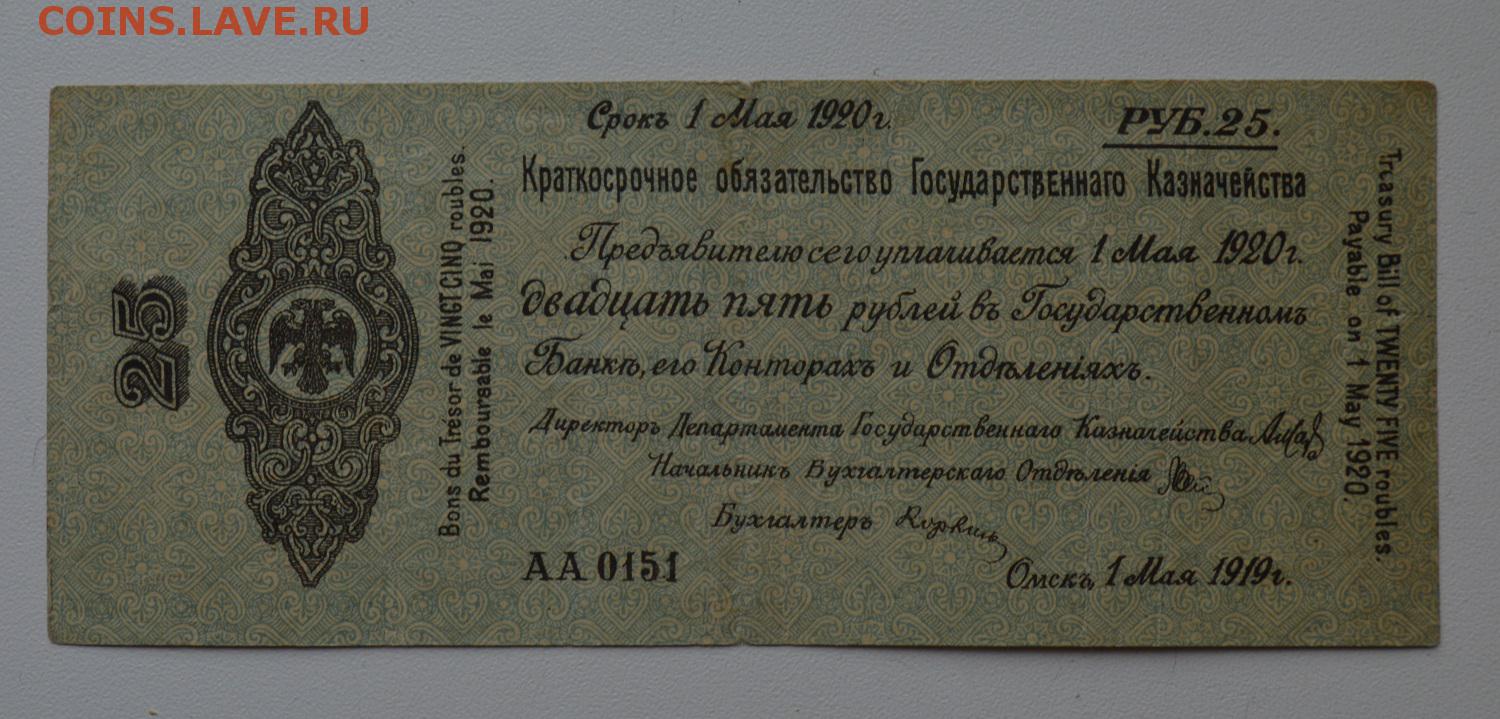 COINS.LAVE.RU
25
Bons du Trésor de VINGT CINQ roubles.
Remboursable le Mai 1920.
Срокъ 1 Мая 1920 г.
РУБ. 25.
Краткосрочное обязательство Государственнаго Казначейства
Предъявителю сего уплачивается 1 Мая 1920 г.
двадцать пять рублей въ Государственномъ
Банкѣ, его Конторахъ и Отдѣленіяхъ.
Директоръ Департамента Государственнаго Казначейства
Начальникъ Бухгалтерскаго Отдѣленія
Бухгалтеръ
АА 0151
Омскъ, 1 Мая 1919 г.
Treasury Bill of TWENTY FIVE roubles.
Payable on 1 May 1920.